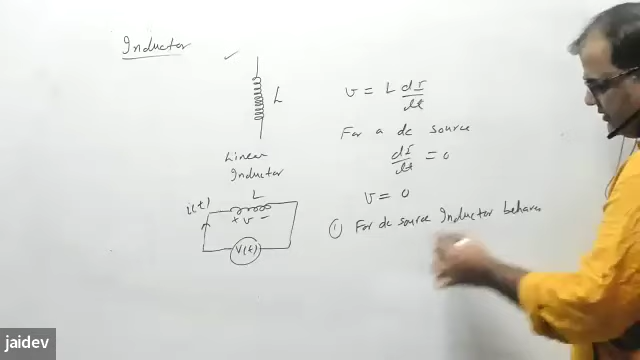 Inductor
L
Linear
Inductor
i(t)
L
+ v -
V(t)
v = L dI/dt
For a dc source
dI/dt = 0
v = 0
① For dc source Inductor behaves
jaidev